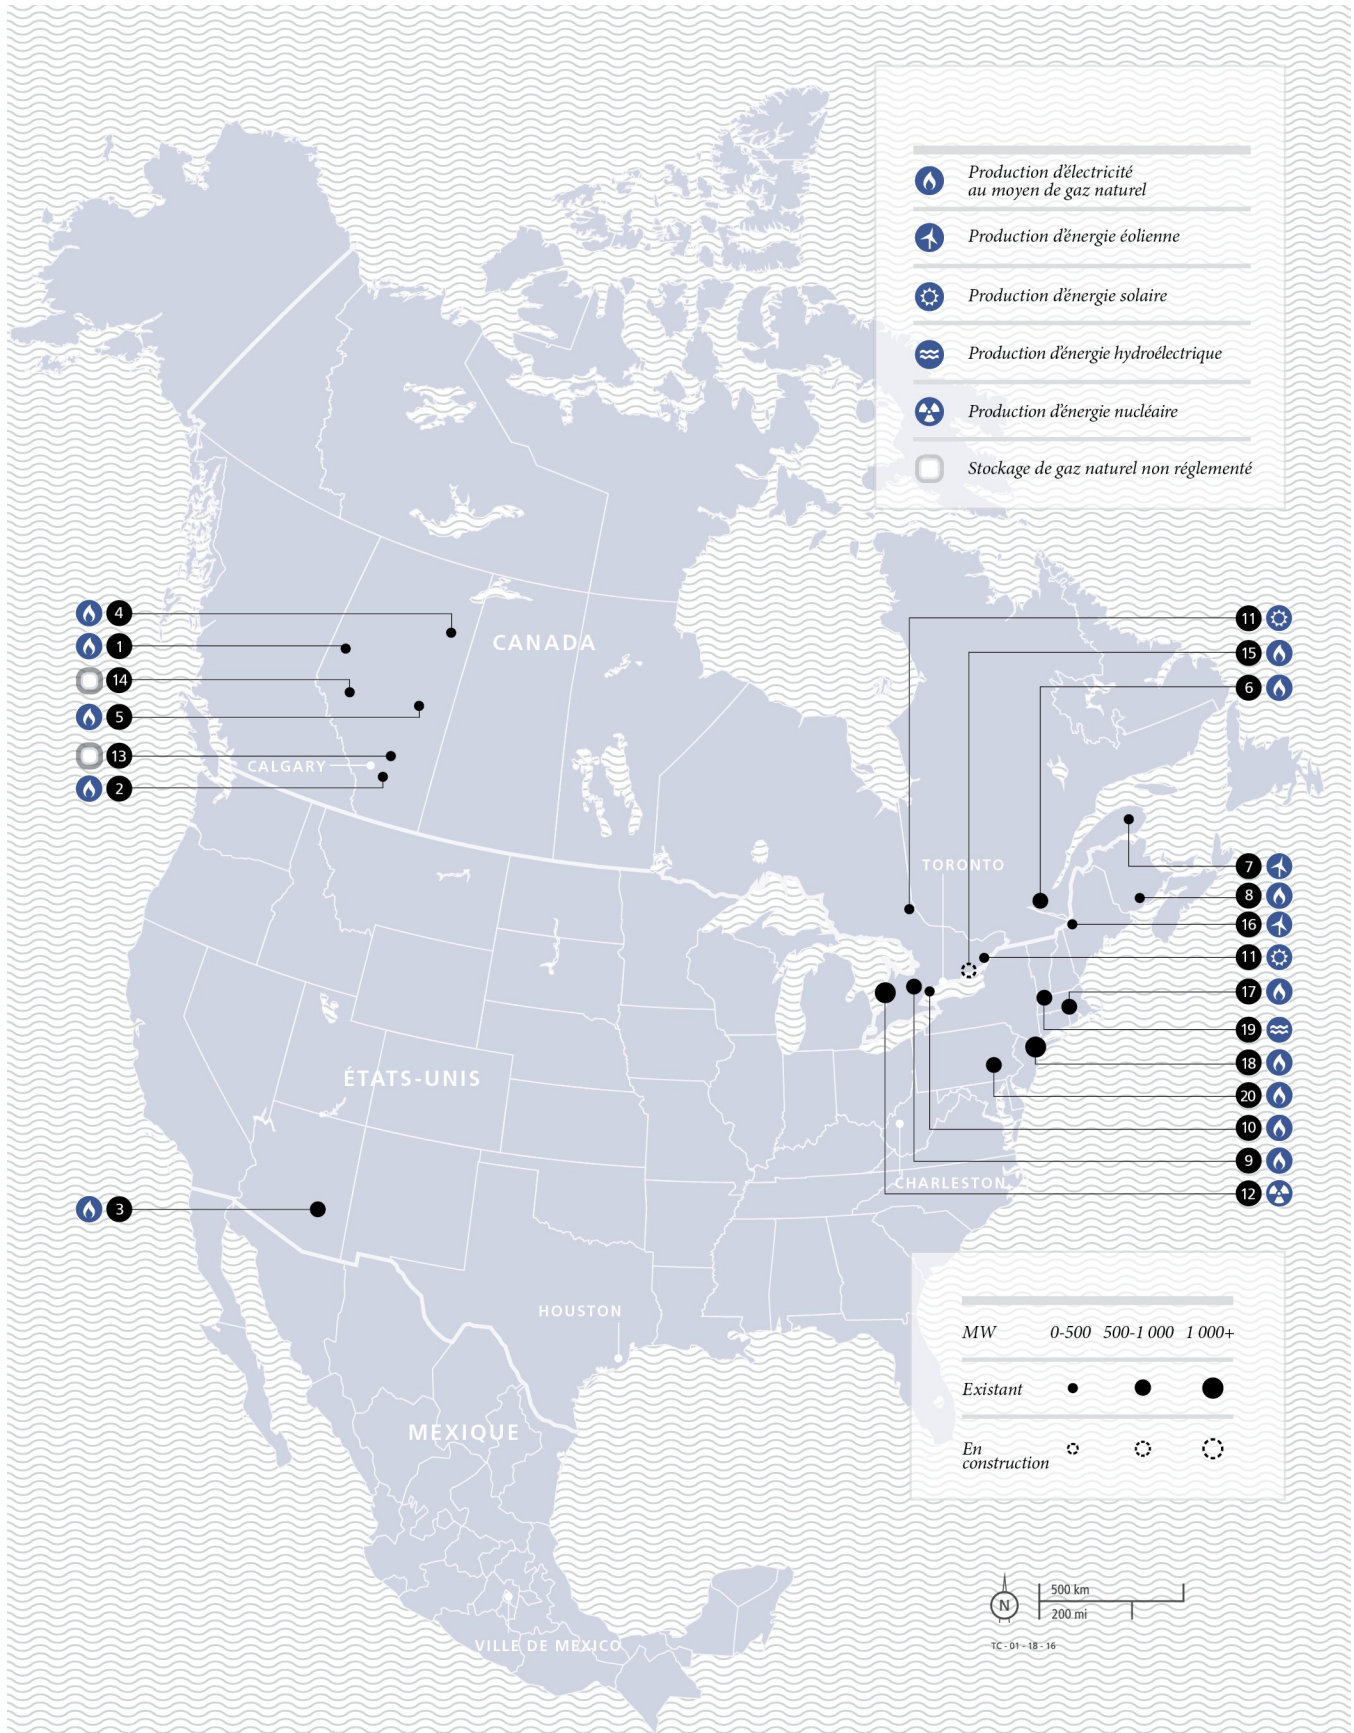 Production d'électricité
au moyen de gaz naturel
Production d'énergie éolienne
Production d'énergie solaire
Production d'énergie hydroélectrique
Production d'énergie nucléaire
Stockage de gaz naturel non réglementé
4
1
14
5
13
2
3
CANADA
CALGARY
TORONTO
ÉTATS-UNIS
CHARLESTON
HOUSTON
MEXIQUE
VILLE DE MEXICO
11
15
6
7
8
16
11
17
19
18
20
10
9
12
MW 0-500 500-1 000 1 000+
Existant
En
construction
N
500 km
200 mi
TC - 01 - 18 - 16